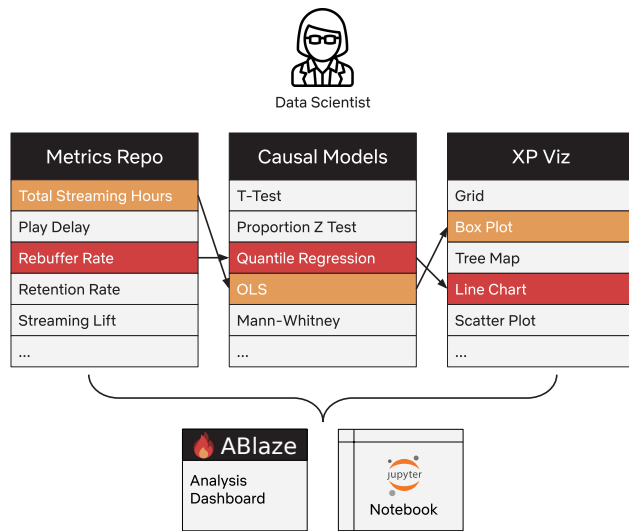 Data Scientist
Metrics Repo
Total Streaming Hours
Play Delay
Rebuffer Rate
Retention Rate
Streaming Lift
...
Causal Models
T-Test
Proportion Z Test
Quantile Regression
OLS
Mann-Whitney
...
XP Viz
Grid
Box Plot
Tree Map
Line Chart
Scatter Plot
...
ABlaze
Analysis
Dashboard
jupyter
Notebook